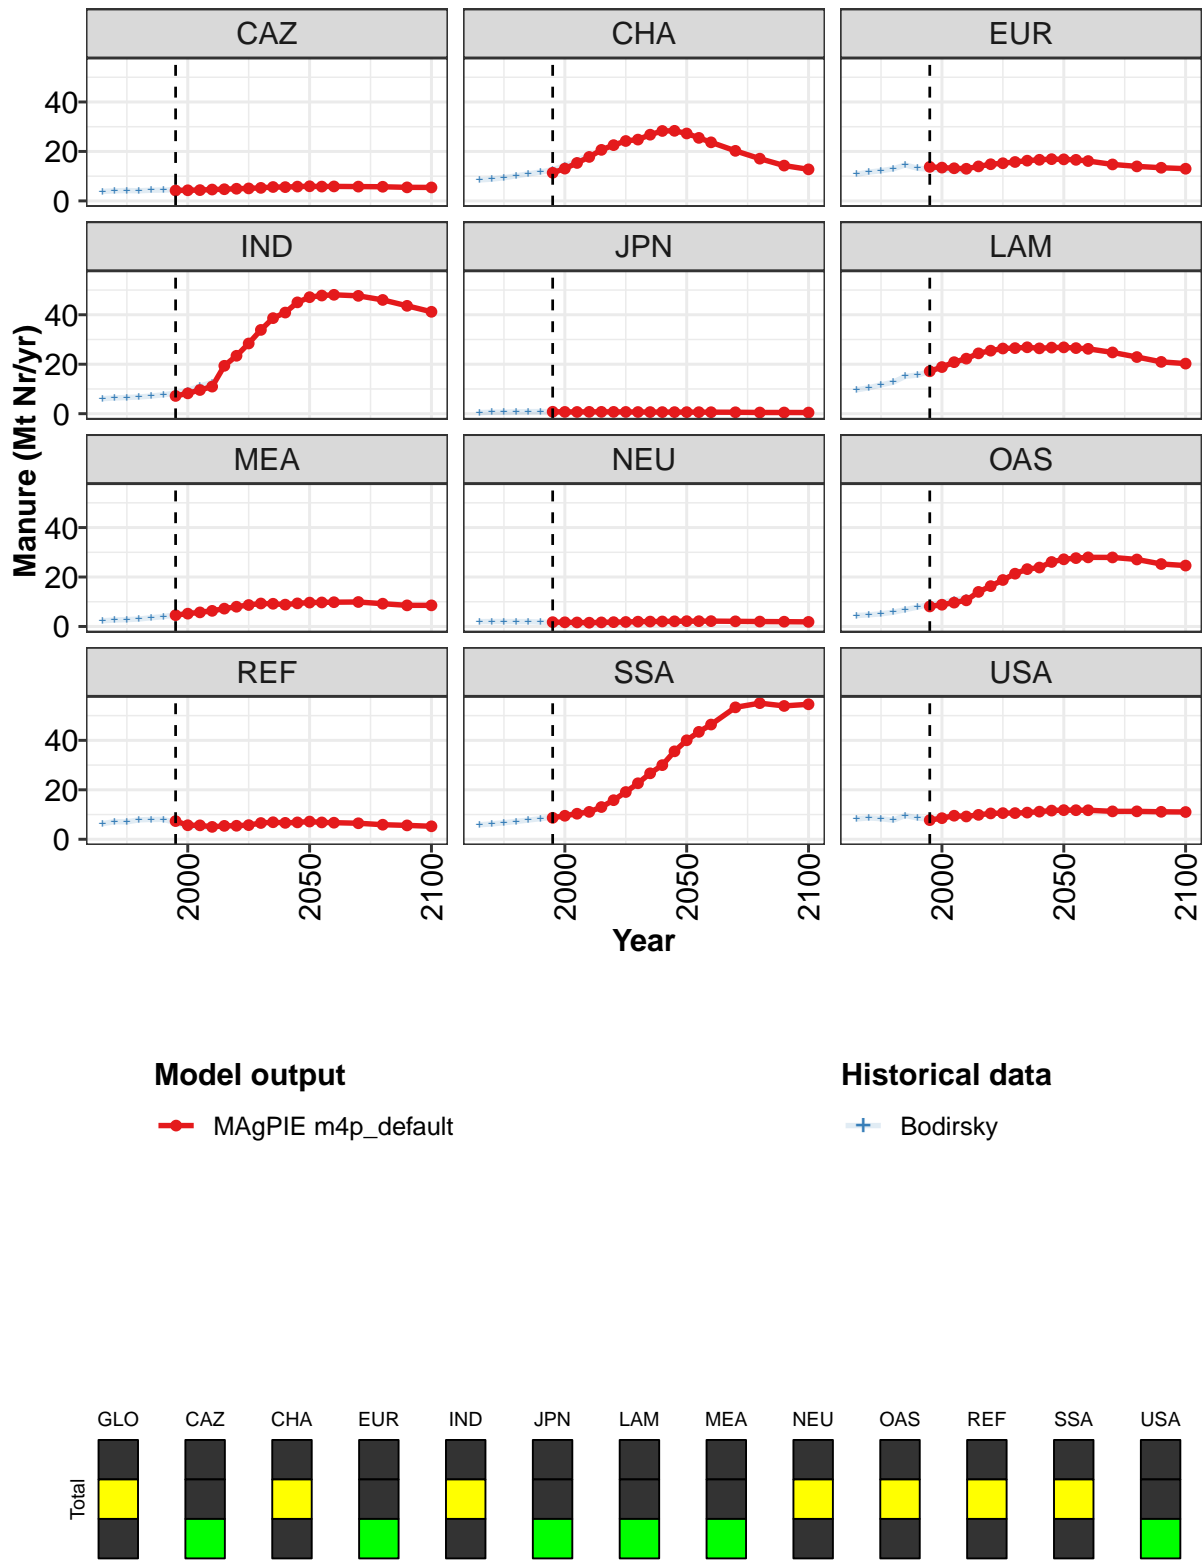 CAZ CHA EUR
40
20
0
IND JPN LAM
40
20
0
MEA NEU OAS
40
20
0
REF SSA USA
40
20
0
2000 2050 2100 2000 2050 2100 2000 2050 2100
Manure (Mt Nr/yr)
Year
Model output
MAgPIE m4p_default
Historical data
Bodirsky
GLO CAZ CHA EUR IND JPN LAM MEA NEU OAS REF SSA USA
Total